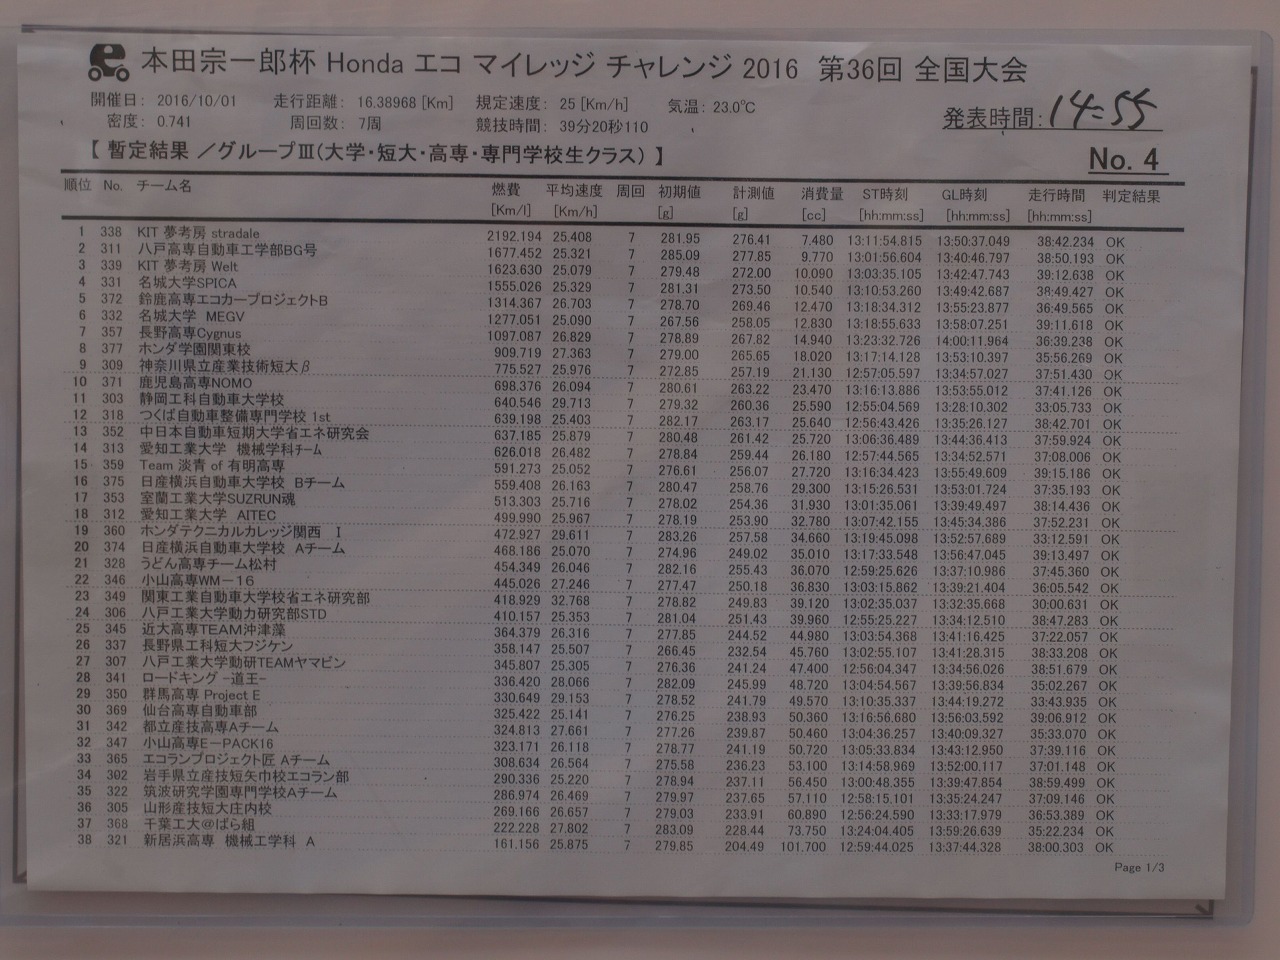 本田宗一郎杯 Honda エコ マイレッジ チャレンジ 2016 第36回 全国大会
開催日: 2016/10/01 走行距離: 16.38968 [Km] 規定速度: 25 [Km/h] 気温: 23.0℃
密度: 0.741 周回数: 7周 競技時間: 39分20秒110 発表時間: 14:55
【 暫定結果 ／グループⅢ(大学・短大・高専・専門学校生クラス) 】 No. 4
順位 No. チーム名 燃費 平均速度 周回 初期値 計測値 消費量 ST時刻 GL時刻 走行時間 判定結果
[Km/l] [Km/h] [g] [g] [cc] [hh:mm:ss] [hh:mm:ss] [hh:mm:ss]
1 338 KIT 夢考房 stradale 2192.194 25.408 7 281.95 276.41 7.480 13:11:54.815 13:50:37.049 38:42.234 OK
2 311 八戸高専自動車工学部BG号 1677.452 25.321 7 285.09 277.85 9.770 13:01:56.604 13:40:46.797 38:50.193 OK
3 339 KIT 夢考房 Welt 1623.630 25.079 7 279.48 272.00 10.090 13:03:35.105 13:42:47.743 39:12.638 OK
4 331 名城大学SPICA 1555.026 25.329 7 281.31 273.50 10.540 13:10:53.260 13:49:42.687 38:49.427 OK
5 372 鈴鹿高専エコカープロジェクトB 1314.367 26.703 7 278.70 269.46 12.470 13:18:34.312 13:55:23.877 36:49.565 OK
6 332 名城大学 MEGV 1277.051 25.090 7 267.56 258.05 12.830 13:18:55.633 13:58:07.251 39:11.618 OK
7 357 長野高専Cygnus 1097.087 26.829 7 278.89 267.82 14.940 13:23:32.726 14:00:11.964 36:39.238 OK
8 377 ホンダ学園関東校 909.719 27.363 7 279.00 265.65 18.020 13:17:14.128 13:53:10.397 35:56.269 OK
9 309 神奈川県立産業技術短大β 775.527 25.976 7 272.85 257.19 21.130 12:57:05.597 13:34:57.027 37:51.430 OK
10 371 鹿児島高専NOMO 698.376 26.094 7 280.61 263.22 23.470 13:16:13.886 13:53:55.012 37:41.126 OK
11 303 静岡工科自動車大学校 640.546 29.713 7 279.32 260.36 25.590 12:55:04.569 13:28:10.302 33:05.733 OK
12 318 つくば自動車整備専門学校 1st 639.198 25.403 7 282.17 263.17 25.640 12:56:43.426 13:35:26.127 38:42.701 OK
13 352 中日本自動車短期大学省エネ研究会 637.185 25.879 7 280.48 261.42 25.720 13:06:36.489 13:44:36.413 37:59.924 OK
14 313 愛知工業大学 機械学科ﾁｰﾑ 626.018 26.482 7 278.84 259.44 26.180 12:57:44.565 13:34:52.571 37:08.006 OK
15 359 Team 淡青 of 有明高専 591.273 25.052 7 276.61 256.07 27.720 13:16:34.423 13:55:49.609 39:15.186 OK
16 375 日産横浜自動車大学校 Bチーム 559.408 26.163 7 280.47 258.76 29.300 13:15:26.531 13:53:01.724 37:35.193 OK
17 353 室蘭工業大学SUZRUN魂 513.303 25.716 7 278.02 254.36 31.930 13:01:35.061 13:39:49.497 38:14.436 OK
18 312 愛知工業大学 AITEC 499.990 25.967 7 278.19 253.90 32.780 13:07:42.155 13:45:34.386 37:52.231 OK
19 360 ホンダテクニカルカレッジ関西 Ⅰ 472.927 29.611 7 283.26 257.58 34.660 13:19:45.098 13:52:57.689 33:12.591 OK
20 374 日産横浜自動車大学校 Aチーム 468.186 25.070 7 274.96 249.02 35.010 13:17:33.548 13:56:47.045 39:13.497 OK
21 328 うどん高専チーム松村 454.349 26.046 7 282.16 255.43 36.070 12:59:25.626 13:37:10.986 37:45.360 OK
22 346 小山高専WM－16 445.026 27.246 7 277.47 250.18 36.830 13:03:15.862 13:39:21.404 36:05.542 OK
23 349 関東工業自動車大学校省エネ研究部 418.929 32.768 7 278.82 249.83 39.120 13:02:35.037 13:32:35.668 30:00.631 OK
24 306 八戸工業大学動力研究部STD 410.157 25.353 7 281.04 251.43 39.960 12:55:25.227 13:34:12.510 38:47.283 OK
25 345 近大高専TEAM沖津藻 364.379 26.316 7 277.85 244.52 44.980 13:03:54.368 13:41:16.425 37:22.057 OK
26 337 長野県工科短大フジケン 358.147 25.507 7 266.45 232.54 45.760 13:02:55.107 13:41:28.315 38:33.208 OK
27 307 八戸工業大学動研TEAMヤマビン 345.807 25.305 7 276.36 241.24 47.400 12:56:04.347 13:34:56.026 38:51.679 OK
28 341 ロードキング -道王- 336.420 28.066 7 282.09 245.99 48.720 13:04:54.567 13:39:56.834 35:02.267 OK
29 350 群馬高専 Project E 330.649 29.153 7 278.52 241.79 49.570 13:10:35.337 13:44:19.272 33:43.935 OK
30 369 仙台高専自動車部 325.422 25.141 7 276.25 238.93 50.360 13:16:56.680 13:56:03.592 39:06.912 OK
31 342 都立産技高専Aチーム 324.813 27.661 7 277.26 239.87 50.460 13:04:36.257 13:40:09.327 35:33.070 OK
32 347 小山高専E－PACK16 323.171 26.118 7 278.77 241.19 50.720 13:05:33.834 13:43:12.950 37:39.116 OK
33 365 エコランプロジェクト匠 Aチーム 308.634 26.564 7 275.58 236.23 53.100 13:14:58.969 13:52:00.117 37:01.148 OK
34 302 岩手県立産技短矢巾校エコラン部 290.336 25.220 7 278.94 237.11 56.450 13:00:48.355 13:39:47.854 38:59.499 OK
35 322 筑波研究学園専門学校Aチーム 286.974 26.469 7 279.97 237.65 57.110 12:58:15.101 13:35:24.247 37:09.146 OK
36 305 山形産技短大庄内校 269.166 26.657 7 279.03 233.91 60.890 12:56:24.590 13:33:17.979 36:53.389 OK
37 368 千葉工大@ばら組 222.228 27.802 7 283.09 228.44 73.750 13:24:04.405 13:59:26.639 35:22.234 OK
38 321 新居浜高専 機械工学科 A 161.156 25.875 7 279.85 204.49 101.700 12:59:44.025 13:37:44.328 38:00.303 OK
Page 1/3